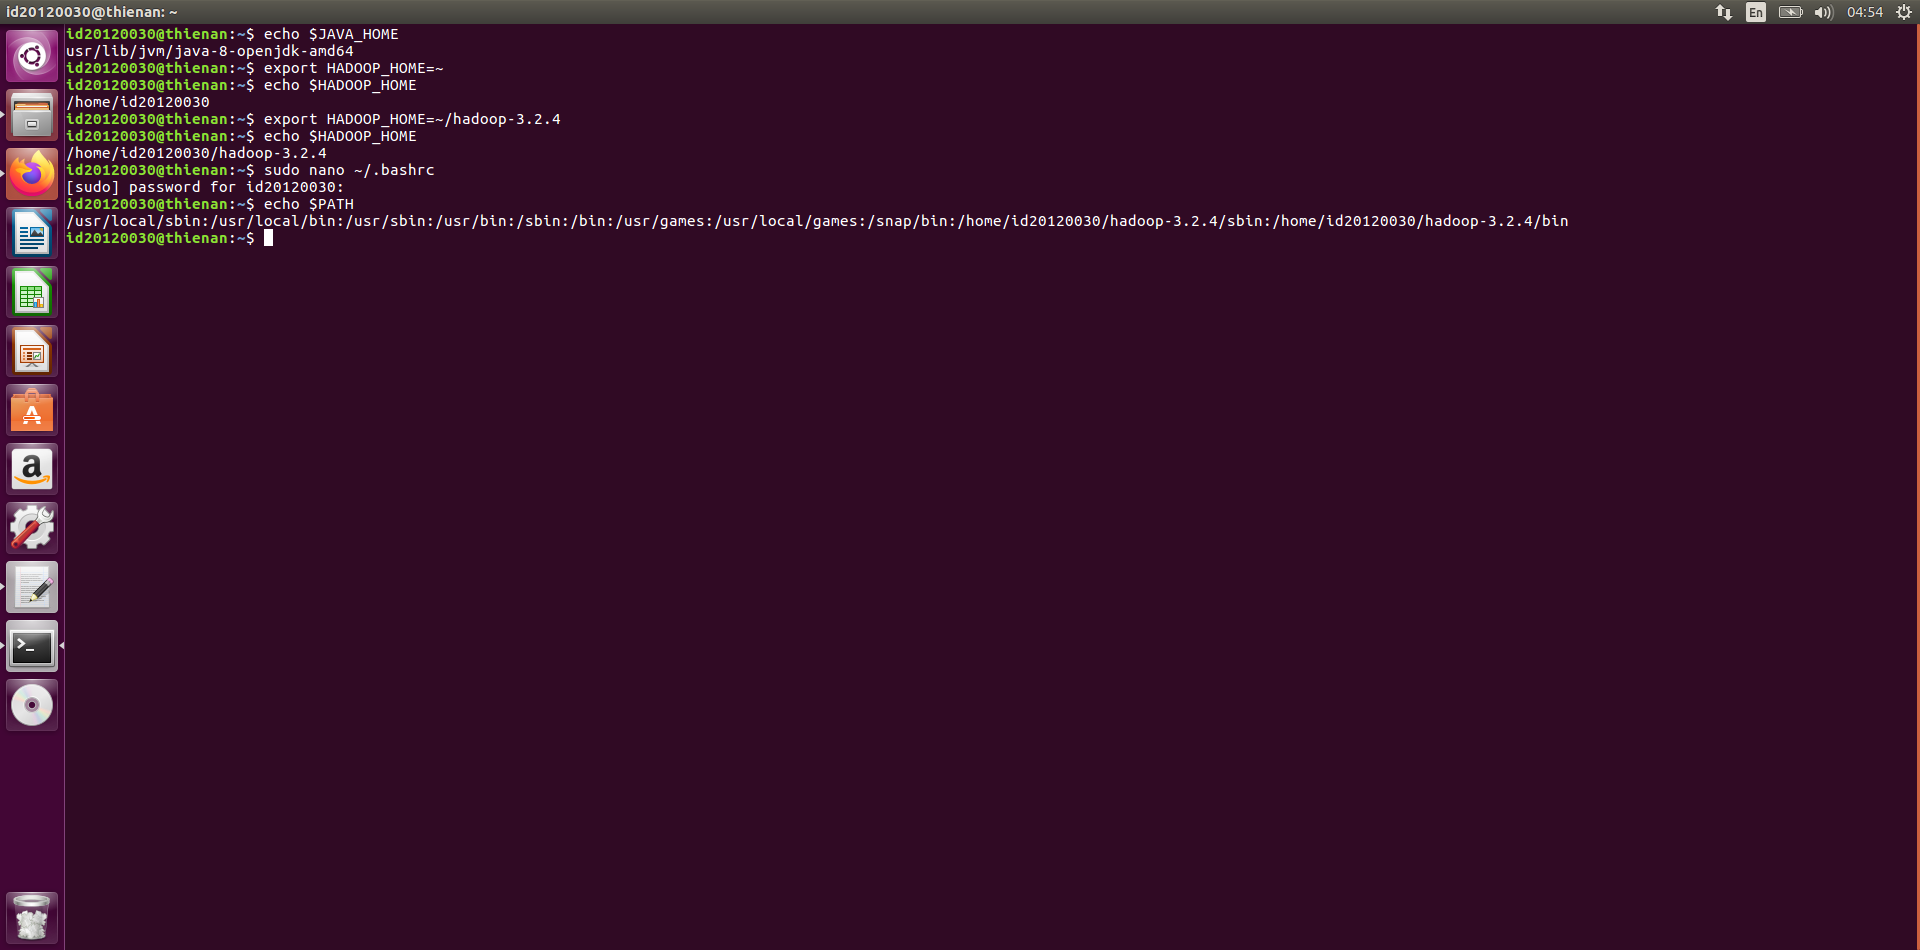 id20120030@thienan: ~
En
04:54
id20120030@thienan:~$ echo $JAVA_HOME
usr/lib/jvm/java-8-openjdk-amd64
id20120030@thienan:~$ export HADOOP_HOME=~
id20120030@thienan:~$ echo $HADOOP_HOME
/home/id20120030
id20120030@thienan:~$ export HADOOP_HOME=~/hadoop-3.2.4
id20120030@thienan:~$ echo $HADOOP_HOME
/home/id20120030/hadoop-3.2.4
id20120030@thienan:~$ sudo nano ~/.bashrc
[sudo] password for id20120030:
id20120030@thienan:~$ echo $PATH
/usr/local/sbin:/usr/local/bin:/usr/sbin:/usr/bin:/sbin:/bin:/usr/games:/usr/local/games:/snap/bin:/home/id20120030/hadoop-3.2.4/sbin:/home/id20120030/hadoop-3.2.4/bin
id20120030@thienan:~$